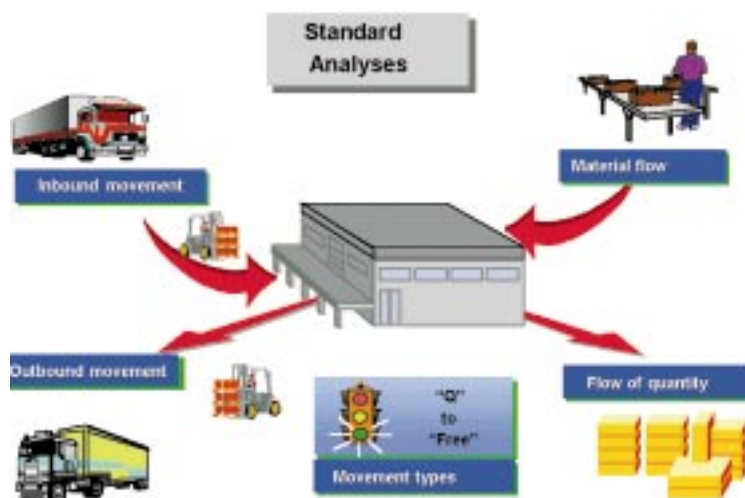 Standard
Analyses
Inbound movement
Material flow
Outbound movement
Flow of quantity
"Q"
to
"Free"
Movement types